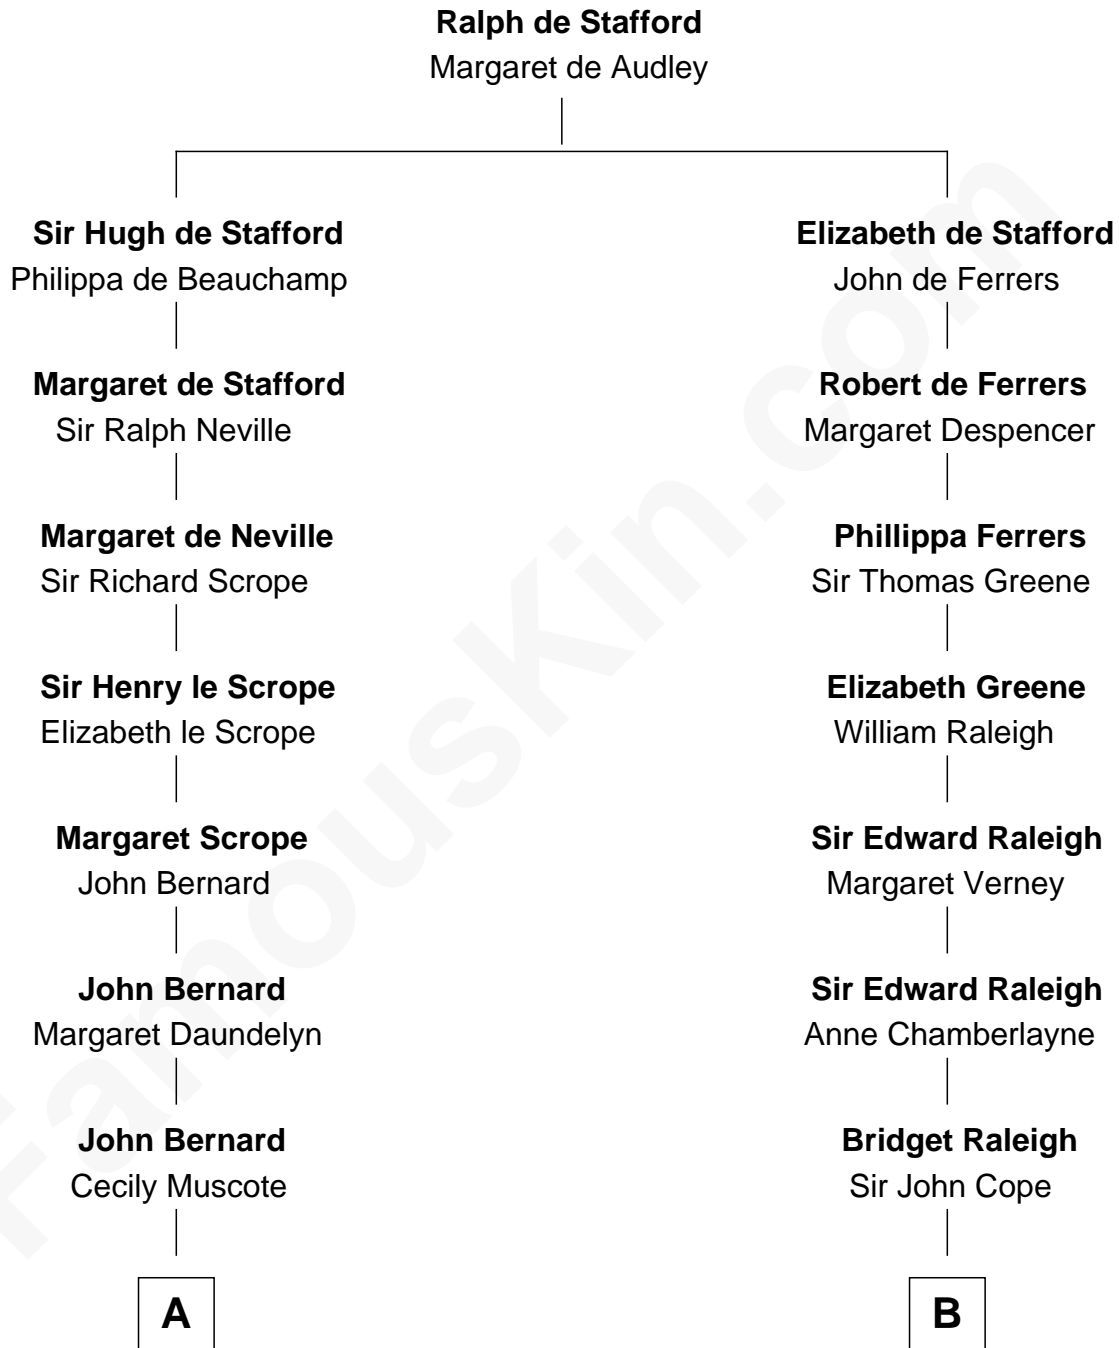 Ralph de Stafford
Margaret de Audley
Sir Hugh de Stafford
Philippa de Beauchamp
Elizabeth de Stafford
John de Ferrers
Margaret de Stafford
Sir Ralph Neville
Robert de Ferrers
Margaret Despencer
Margaret de Neville
Sir Richard Scrope
Phillippa Ferrers
Sir Thomas Greene
Sir Henry le Scrope
Elizabeth le Scrope
Elizabeth Greene
William Raleigh
Margaret Scrope
John Bernard
Sir Edward Raleigh
Margaret Verney
John Bernard
Margaret Daundelyn
Sir Edward Raleigh
Anne Chamberlayne
John Bernard
Cecily Muscote
Bridget Raleigh
Sir John Cope
A
B
FamousKin.com